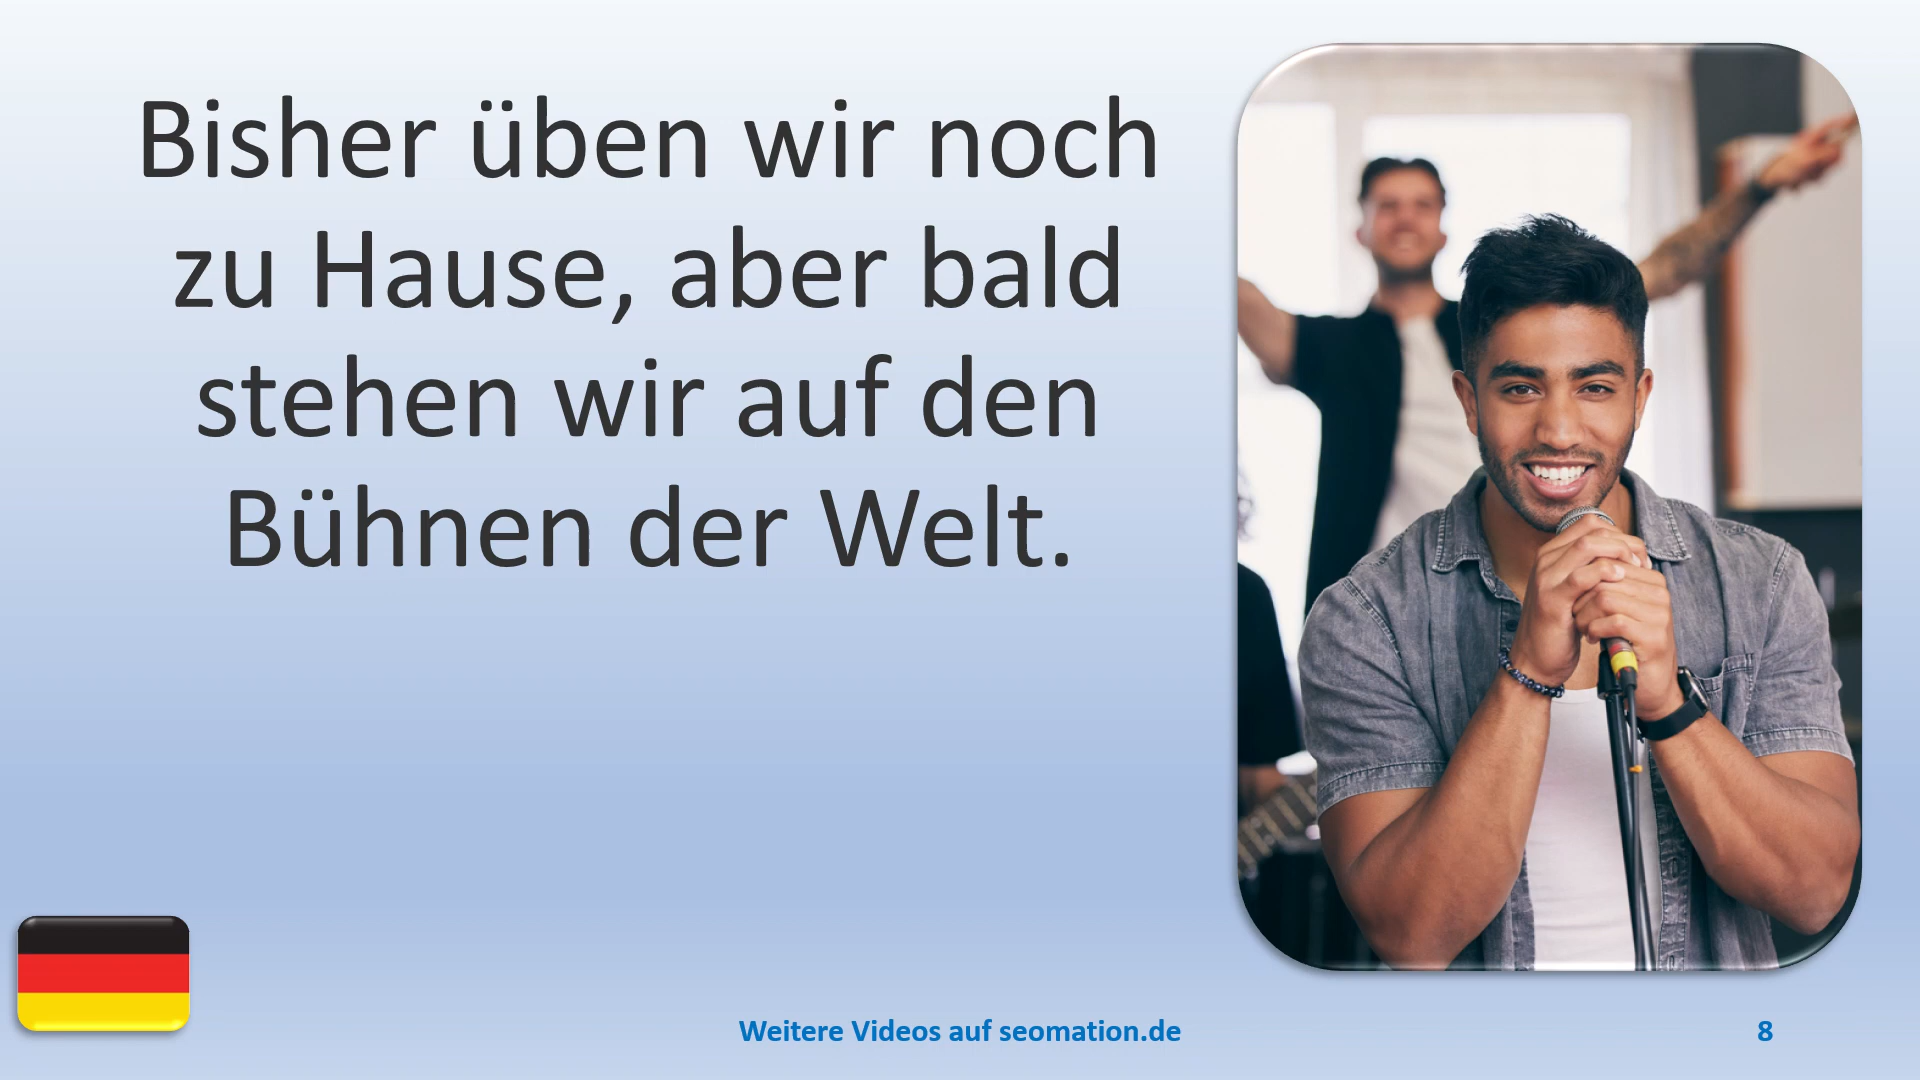 Bisher üben wir noch
zu Hause, aber bald
stehen wir auf den
Bühnen der Welt.
Weitere Videos auf seomation.de
8